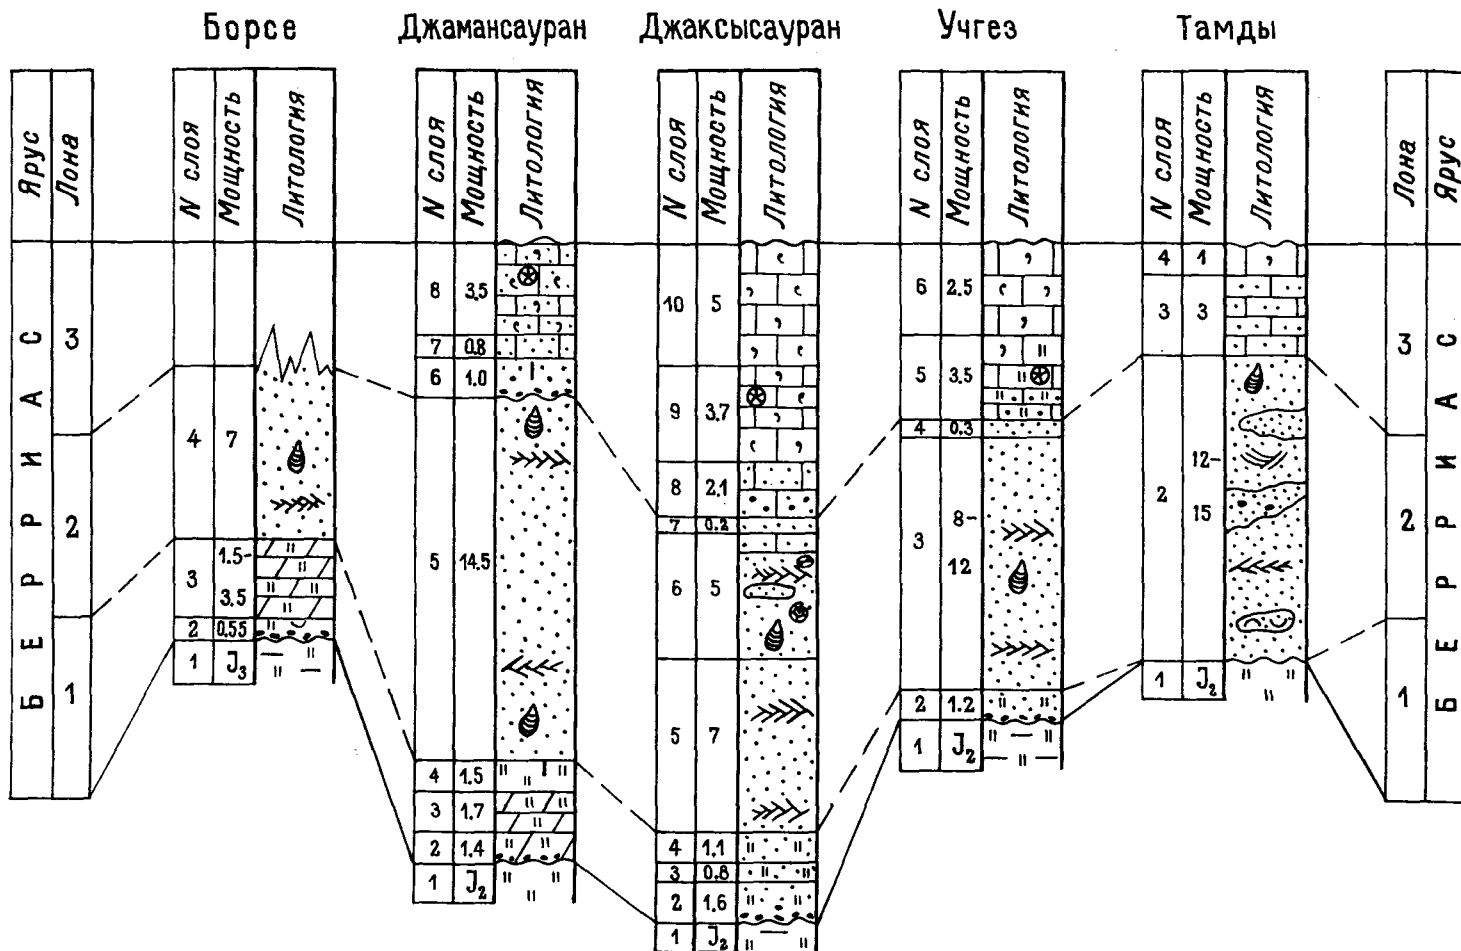 Борсе
Джамансауран
Джаксысауран
Учгез
Тамды
Ярус
Лона
N слоя
Мощность
Литология
N слоя
Мощность
Литология
N слоя
Мощность
Литология
N слоя
Мощность
Литология
N слоя
Мощность
Литология
Лона
Ярус
БЕРРИАС
3
2
1
4 7
3 1.5-3.5
2 0.55
1 J3
8 3.5
7 0.8
6 1.0
5 14.5
4 1.5
3 1.7
2 1.4
1 J2
10 5
9 3.7
8 2.1
7 0.2
6 5
5 7
4 1.1
3 0.8
2 1.6
1 J2
6 2.5
5 3.5
4 0.3
3 8-12
2 1.2
1 J2
4 1
3 3
2 12-15
1 J2
3
2
1
БЕРРИАС